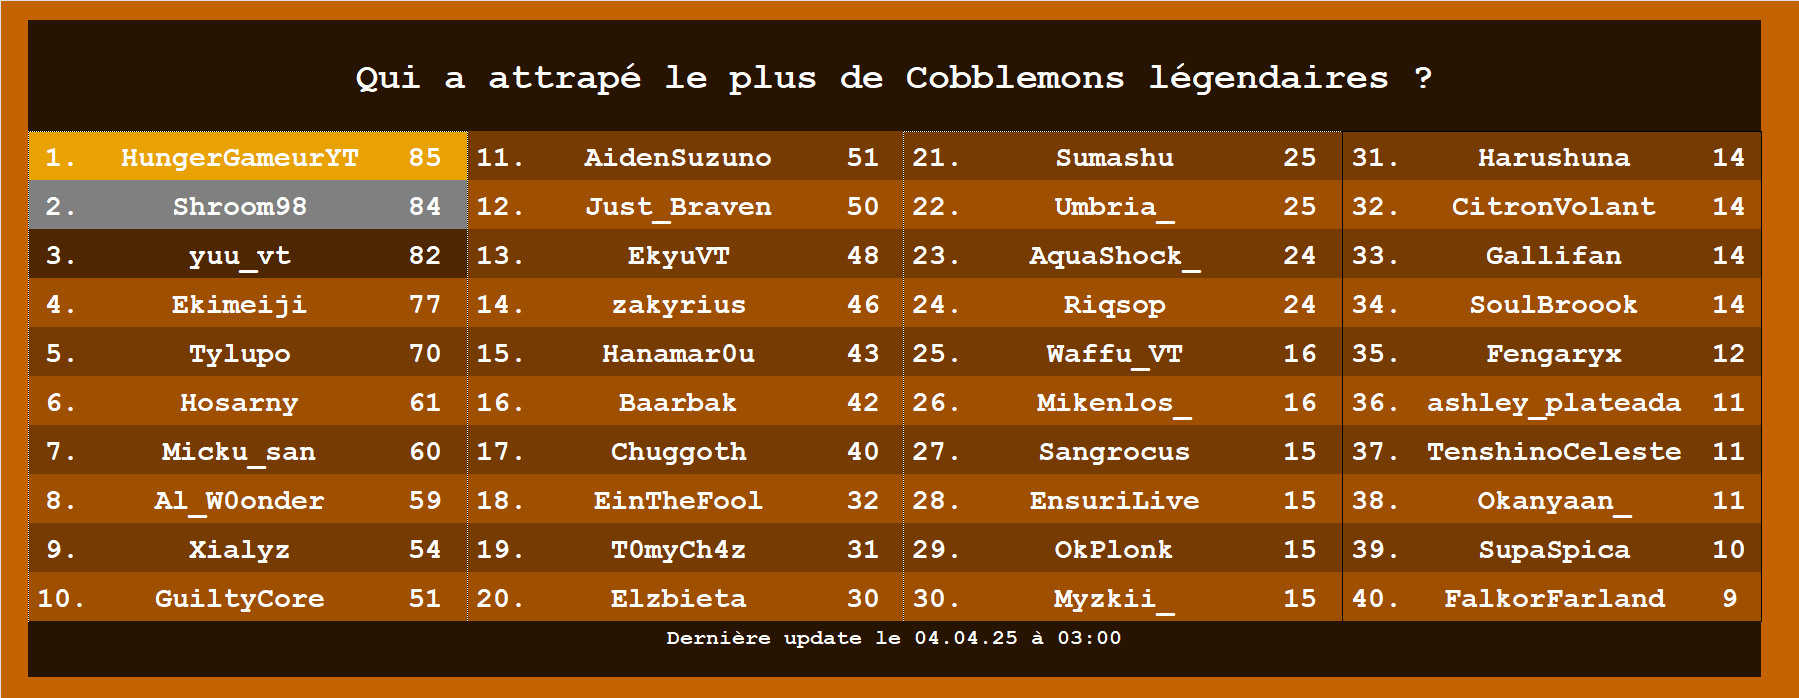 Qui a attrapé le plus de Cobblemons légendaires ?
1. HungerGameurYT 85
2. Shroom98 84
3. yuu_vt 82
4. Ekimeiji 77
5. Tylupo 70
6. Hosarny 61
7. Micku_san 60
8. Al_W0onder 59
9. Xialyz 54
10. GuiltyCore 51
11. AidenSuzuno 51
12. Just_Braven 50
13. EkyuVT 48
14. zakyrius 46
15. Hanamar0u 43
16. Baarbak 42
17. Chuggoth 40
18. EinTheFool 32
19. T0myCh4z 31
20. Elzbieta 30
21. Sumashu 25
22. Umbria_ 25
23. AquaShock_ 24
24. Riqsop 24
25. Waffu_VT 16
26. Mikenlos_ 16
27. Sangrocus 15
28. EnsuriLive 15
29. OkPlonk 15
30. Myzkii_ 15
31. Harushuna 14
32. CitronVolant 14
33. Gallifan 14
34. SoulBroook 14
35. Fengaryx 12
36. ashley_plateada 11
37. TenshinoCeleste 11
38. Okanyaan_ 11
39. SupaSpica 10
40. FalkorFarland 9
Dernière update le 04.04.25 à 03:00